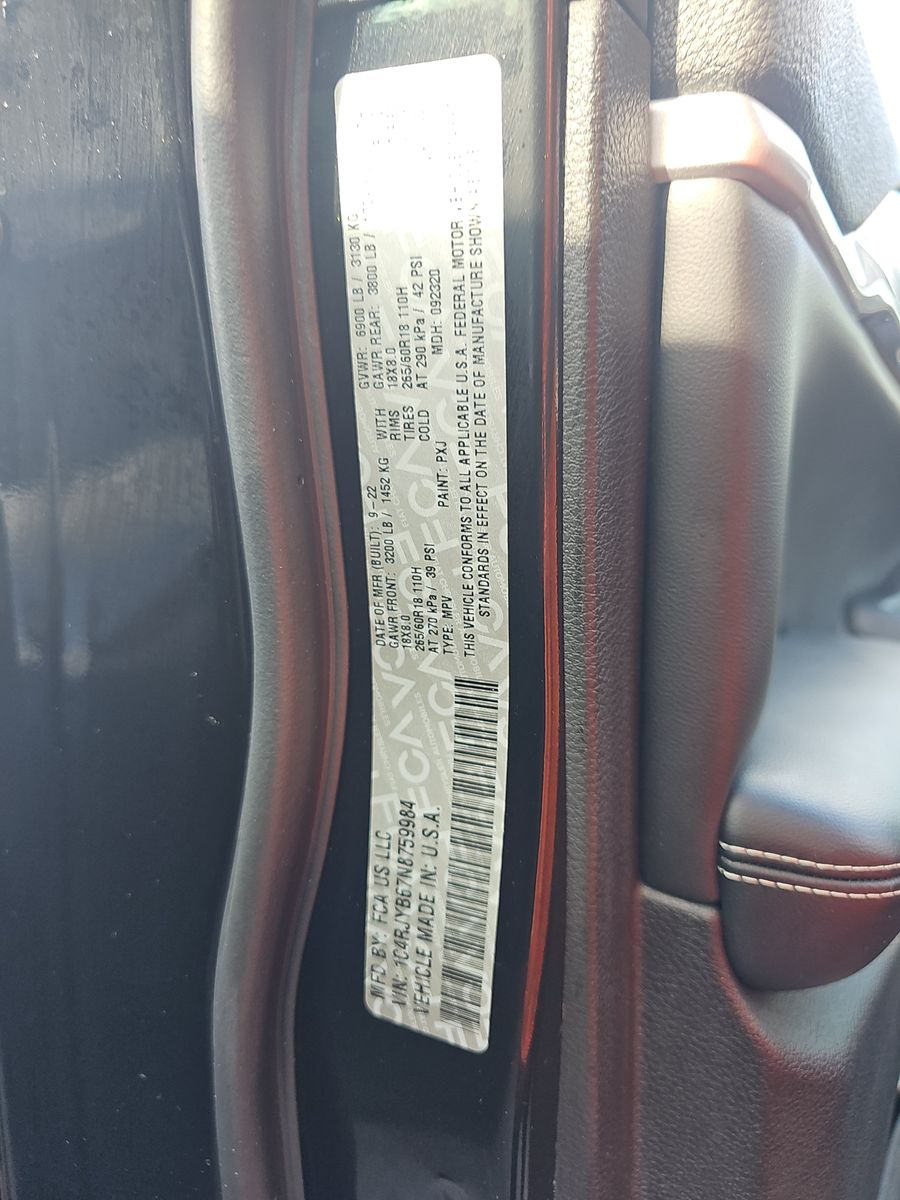 MFD BY: FCA US LLC
VIN: 1C4RJYB67N8759984
VEHICLE MADE IN: U.S.A.
DATE OF MFR (BUILT): 9-22 GVWR: 6900 LB / 3130 KG
GAWR FRONT: 3200 LB / 1452 KG WITH GAWR REAR: 3800 LB /
18X8.0 RIMS 18X8.0
265/60R18 110H TIRES 265/60R18 110H
AT 270 kPa / 39 PSI COLD AT 290 kPa / 42 PSI
TYPE: MPV PAINT: PXJ MDH: 092320
THIS VEHICLE CONFORMS TO ALL APPLICABLE U.S.A. FEDERAL MOTOR
STANDARDS IN EFFECT ON THE DATE OF MANUFACTURE SHOWN